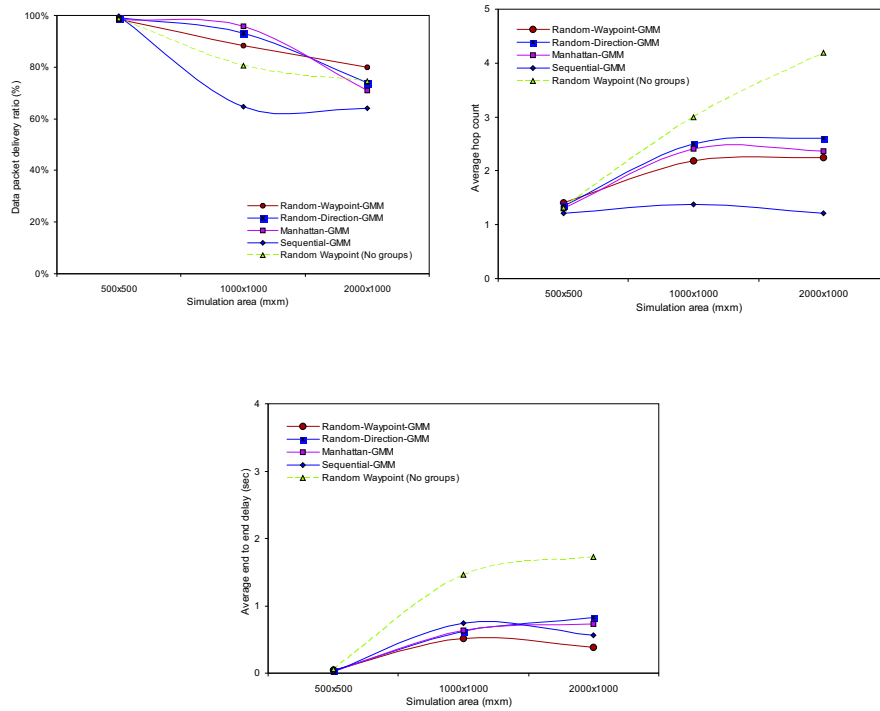 Data packet delivery ratio (%)
100%
80%
60%
40%
20%
0%
Random-Waypoint-GMM
Random-Direction-GMM
Manhattan-GMM
Sequential-GMM
Random Waypoint (No groups)
500x500
1000x1000
2000x1000
Simulation area (mxm)
Average hop count
5
4
3
2
1
0
Random-Waypoint-GMM
Random-Direction-GMM
Manhattan-GMM
Sequential-GMM
Random Waypoint (No groups)
500x500
1000x1000
2000x1000
Simulation area (mxm)
Average end to end delay (sec)
4
3
2
1
0
Random-Waypoint-GMM
Random-Direction-GMM
Manhattan-GMM
Sequential-GMM
Random Waypoint (No groups)
500x500
1000x1000
2000x1000
Simulation area (mxm)